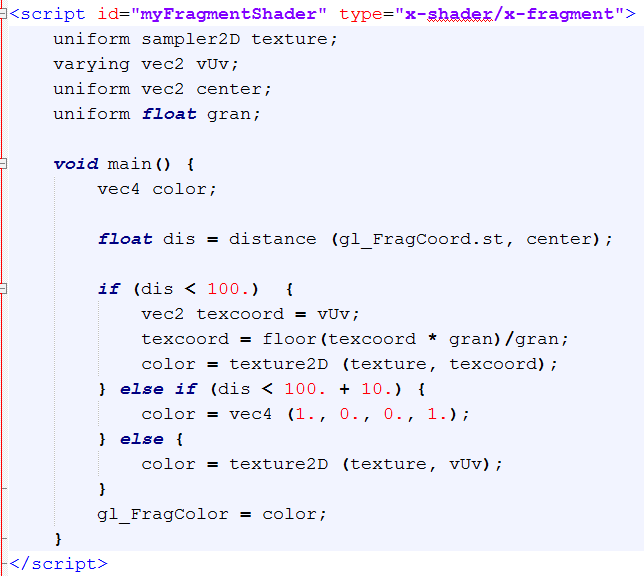 <script id="myFragmentShader" type="x-shader/x-fragment">
    uniform sampler2D texture;
    varying vec2 vUv;
    uniform vec2 center;
    uniform float gran;

    void main() {
        vec4 color;

        float dis = distance (gl_FragCoord.st, center);

        if (dis < 100.)  {
            vec2 texcoord = vUv;
            texcoord = floor(texcoord * gran)/gran;
            color = texture2D (texture, texcoord);
        } else if (dis < 100. + 10.) {
            color = vec4 (1., 0., 0., 1.);
        } else {
            color = texture2D (texture, vUv);
        }
        gl_FragColor = color;
    }
</script>